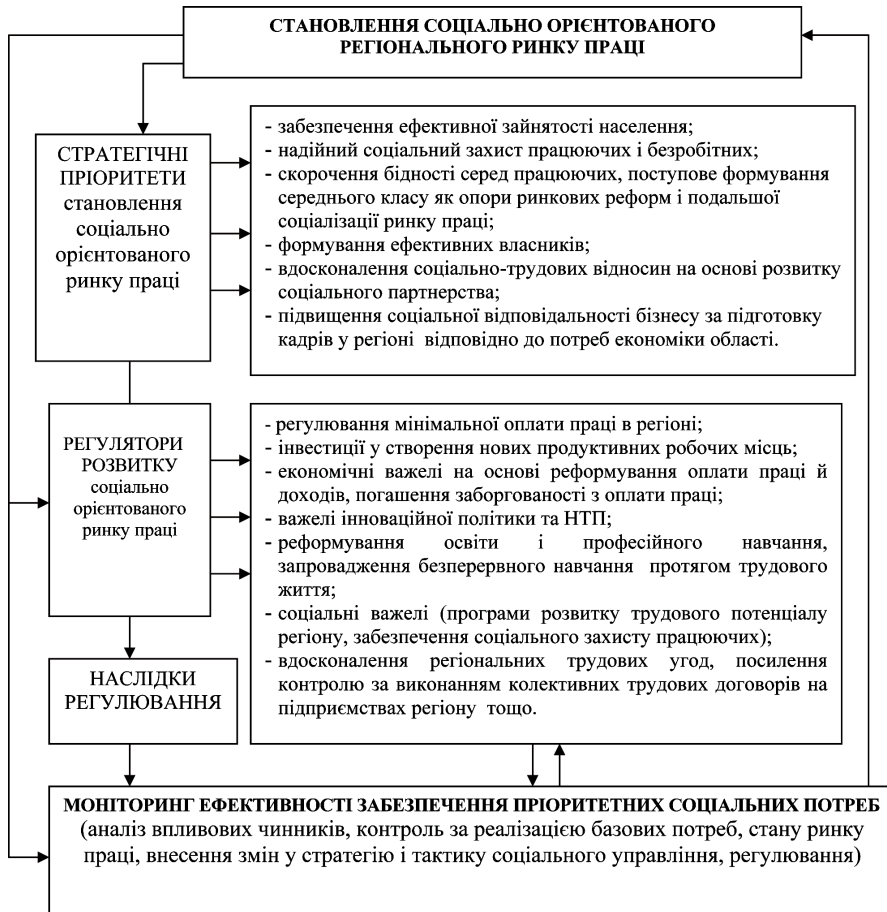 СТАНОВЛЕННЯ СОЦІАЛЬНО ОРІЄНТОВАНОГО
РЕГІОНАЛЬНОГО РИНКУ ПРАЦІ
СТРАТЕГІЧНІ
ПРІОРИТЕТИ
становлення
соціально
орієнтованого
ринку праці
- забезпечення ефективної зайнятості населення;
- надійний соціальний захист працюючих і безробітних;
- скорочення бідності серед працюючих, поступове формування
середнього класу як опори ринкових реформ і подальшої
соціалізації ринку праці;
- формування ефективних власників;
- вдосконалення соціально-трудових відносин на основі розвитку
соціального партнерства;
- підвищення соціальної відповідальності бізнесу за підготовку
кадрів у регіоні відповідно до потреб економіки області.
РЕГУЛЯТОРИ
РОЗВИТКУ
соціально
орієнтованого
ринку праці
- регулювання мінімальної оплати праці в регіоні;
- інвестиції у створення нових продуктивних робочих місць;
- економічні важелі на основі реформування оплати праці й
доходів, погашення заборгованості з оплати праці;
- важелі інноваційної політики та НТП;
- реформування освіти і професійного навчання,
запровадження безперервного навчання протягом трудового
життя;
- соціальні важелі (програми розвитку трудового потенціалу
регіону, забезпечення соціального захисту працюючих);
- вдосконалення регіональних трудових угод, посилення
контролю за виконанням колективних трудових договорів на
підприємствах регіону тощо.
НАСЛІДКИ
РЕГУЛЮВАННЯ
МОНІТОРИНГ ЕФЕКТИВНОСТІ ЗАБЕЗПЕЧЕННЯ ПРІОРИТЕТНИХ СОЦІАЛЬНИХ ПОТРЕБ
(аналіз впливових чинників, контроль за реалізацією базових потреб, стану ринку
праці, внесення змін у стратегію і тактику соціального управління, регулювання)